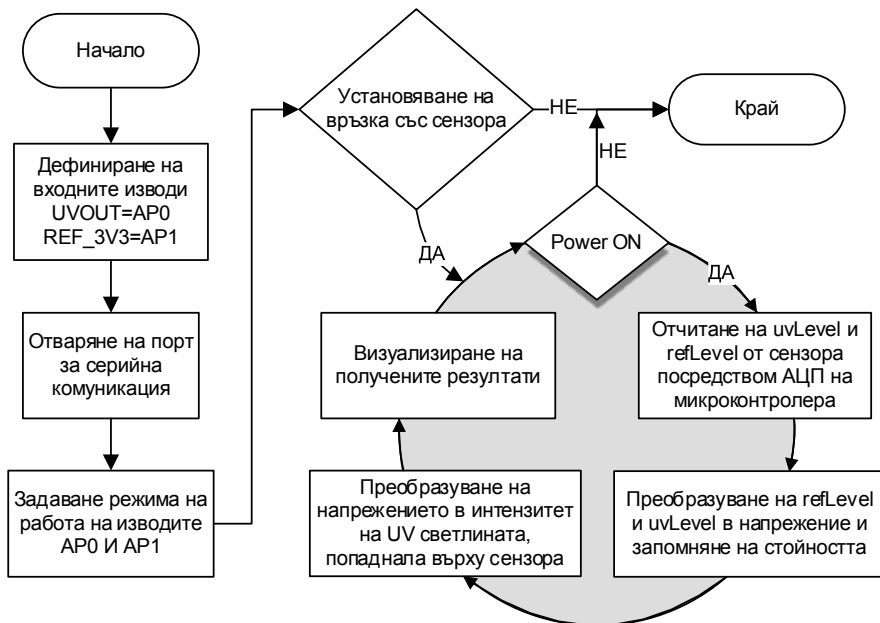 Начало
Дефиниране на
входните изводи
UVOUT=AP0
REF_3V3=AP1
Отваряне на порт
за серийна
комуникация
Задаване режима на
работа на изводите
AP0 И AP1
Установяване на
връзка със сензора
НЕ
Край
НЕ
ДА
Power ON
ДА
Отчитане на uvLevel и
refLevel от сензора
посредством АЦП на
микроконтролера
Преобразуване на refLevel
и uvLevel в напрежение и
запомняне на стойността
Преобразуване на
напрежението в интензитет
на UV светлината,
попаднала върху сензора
Визуализиране на
получените резултати